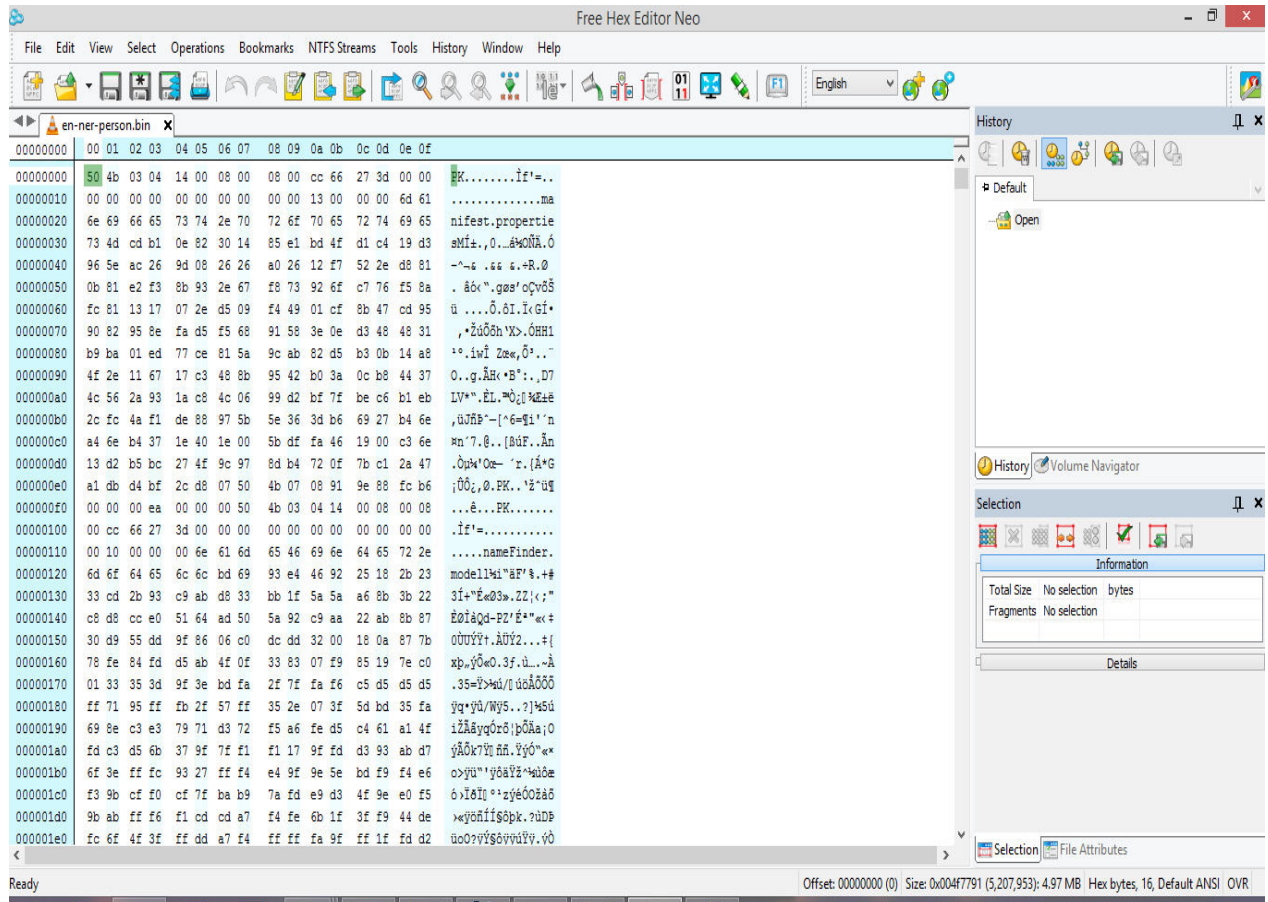 Free Hex Editor Neo
File Edit View Select Operations Bookmarks NTFS Streams Tools History Window Help
English
en-ner-person.bin
00000000 00 01 02 03 04 05 06 07 08 09 0a 0b 0c 0d 0e 0f
00000000 50 4b 03 04 14 00 08 00 08 00 cc 66 27 3d 00 00 PK........Ìf'=..
00000010 00 00 00 00 00 00 00 00 00 00 13 00 00 00 6d 61 ..............ma
00000020 6e 69 66 65 73 74 2e 70 72 6f 70 65 72 74 69 65 nifest.propertie
00000030 73 4d cd b1 0e 82 30 14 85 e1 bd 4f d1 c4 19 d3 sMÍ±.‚0.…á½OÑÄ.Ó
00000040 96 5e ac 26 9d 08 26 26 a0 26 12 f7 52 2e d8 81
00000050 0b 81 e2 f3 8b 93 2e 67 f8 73 92 6f c7 76 f5 8a
00000060 fc 81 13 17 07 2e d5 09 f4 49 01 cf 8b 47 cd 95
00000070 90 82 95 8e fa d5 f5 68 91 58 3e 0e d3 48 48 31
00000080 b9 ba 01 ed 77 ce 81 5a 9c ab 82 d5 b3 0b 14 a8
00000090 4f 2e 11 67 17 c3 48 8b 95 42 b0 3a 0c b8 44 37
000000a0 4c 56 2a 93 1a c8 4c 06 99 d2 bf 7f be c6 b1 eb
000000b0 2c fc 4a f1 de 88 97 5b 5e 36 3d b6 69 27 b4 6e
000000c0 a4 6e b4 37 1e 40 1e 00 5b df fa 46 19 00 c3 6e
000000d0 13 d2 b5 bc 27 4f 9c 97 8d b4 72 0f 7b c1 2a 47
000000e0 a1 db d4 bf 2c d8 07 50 4b 07 08 91 9e 88 fc b6
000000f0 00 00 00 ea 00 00 00 50 4b 03 04 14 00 08 00 08 ...ê...PK.......
00000100 00 cc 66 27 3d 00 00 00 00 00 00 00 00 00 00 00 .Ìf'=...........
00000110 00 10 00 00 00 6e 61 6d 65 46 69 6e 64 65 72 2e .....nameFinder.
00000120 6d 6f 64 65 6c 6c bd 69 93 e4 46 92 25 18 2b 23
00000130 33 cd 2b 93 c9 ab d8 33 bb 1f 5a 5a a6 8b 3b 22
00000140 c8 d8 cc e0 51 64 ad 50 5a 92 c9 aa 22 ab 8b 87
00000150 30 d9 55 dd 9f 86 06 c0 dc dd 32 00 18 0a 87 7b
00000160 78 fe 84 fd d5 ab 4f 0f 33 83 07 f9 85 19 7e c0
00000170 01 33 35 3d 9f 3e bd fa 2f 7f fa f6 c5 d5 d5 d5
00000180 ff 71 95 ff fb 2f 57 ff 35 2e 07 3f 5d bd 35 fa
00000190 69 8e c3 e3 79 71 d3 72 f5 a6 fe d5 c4 61 a1 4f
000001a0 fd c3 d5 6b 37 9f 7f f1 f1 17 9f fd d3 93 ab d7
000001b0 6f 3e ff fc 93 27 ff f4 e4 9f 9e 5e bd f9 f4 e6
000001c0 f3 9b cf f0 cf 7f ba b9 7a fd e9 d3 4f 9e e0 f5
000001d0 9b ab ff f6 f1 cd cd a7 f4 fe 6b 1f 3f f9 44 de
000001e0 fc 6f 4f 3f ff dd a7 f4 ff ff fa 9f ff 1f fd d2
History
Default
Open
History Volume Navigator
Selection
Information
Total Size No selection bytes
Fragments No selection
Details
Selection File Attributes
Ready Offset: 00000000 (0) Size: 0x004f7791 (5,207,953): 4.97 MB Hex bytes, 16, Default ANSI OVR